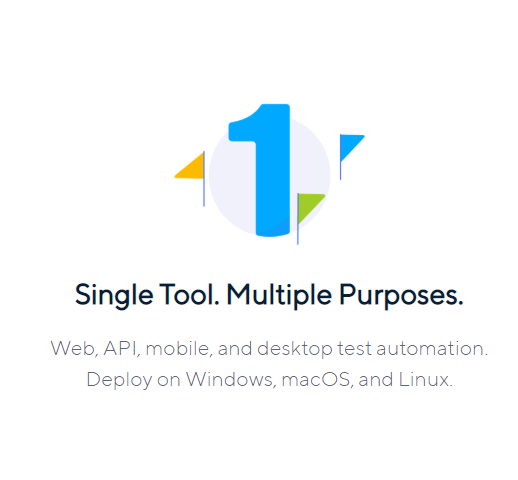 1
Single Tool. Multiple Purposes.
Web, API, mobile, and desktop test automation.
Deploy on Windows, macOS, and Linux.